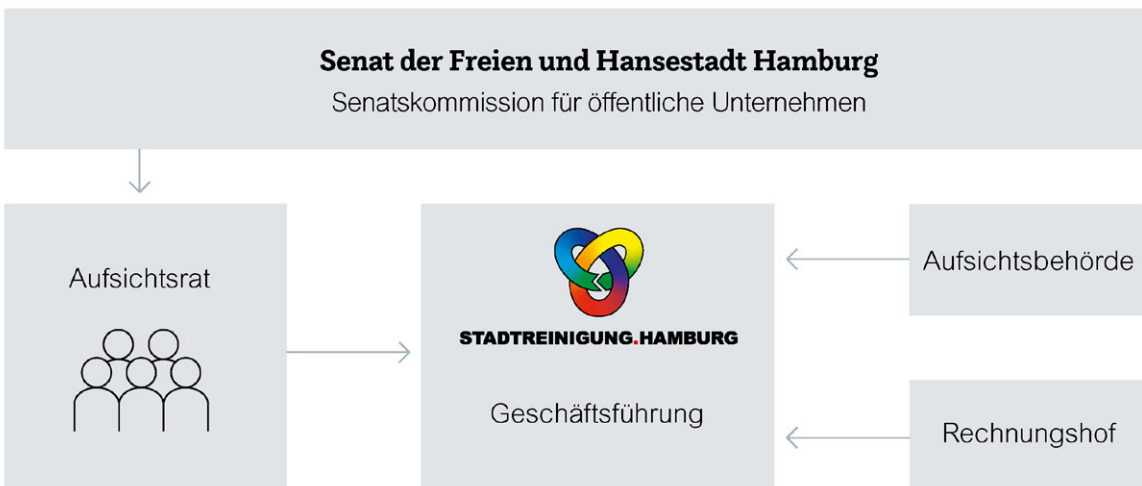 Senat der Freien und Hansestadt Hamburg
Senatskommission für öffentliche Unternehmen
Aufsichtsrat
STADTREINIGUNG.HAMBURG
Geschäftsführung
Aufsichtsbehörde
Rechnungshof